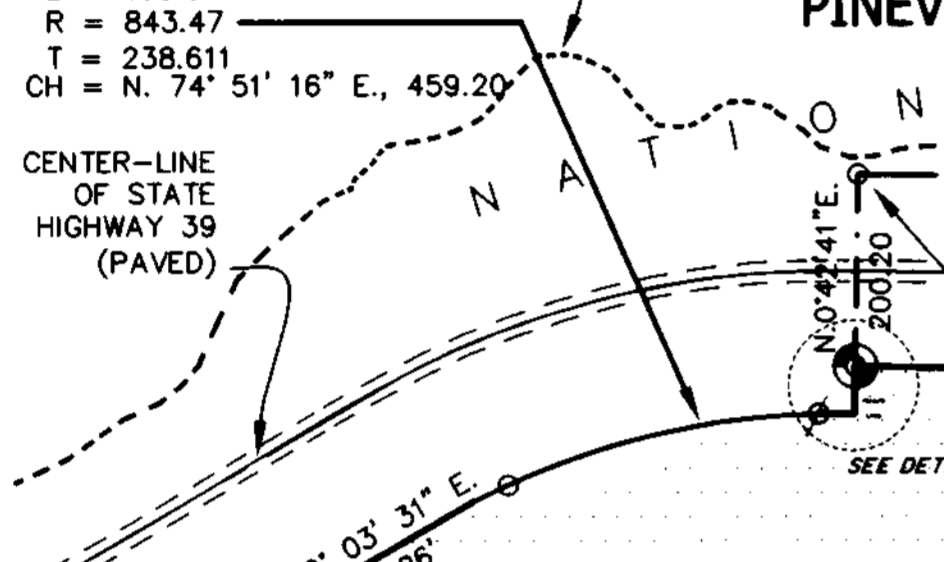 R = 843.47
T = 238.611
CH = N. 74° 51' 16" E., 459.20
CENTER-LINE
OF STATE
HIGHWAY 39
(PAVED)
N A T I O N
N.0°42'41"E.
200.20
SEE DET
03' 31" E.